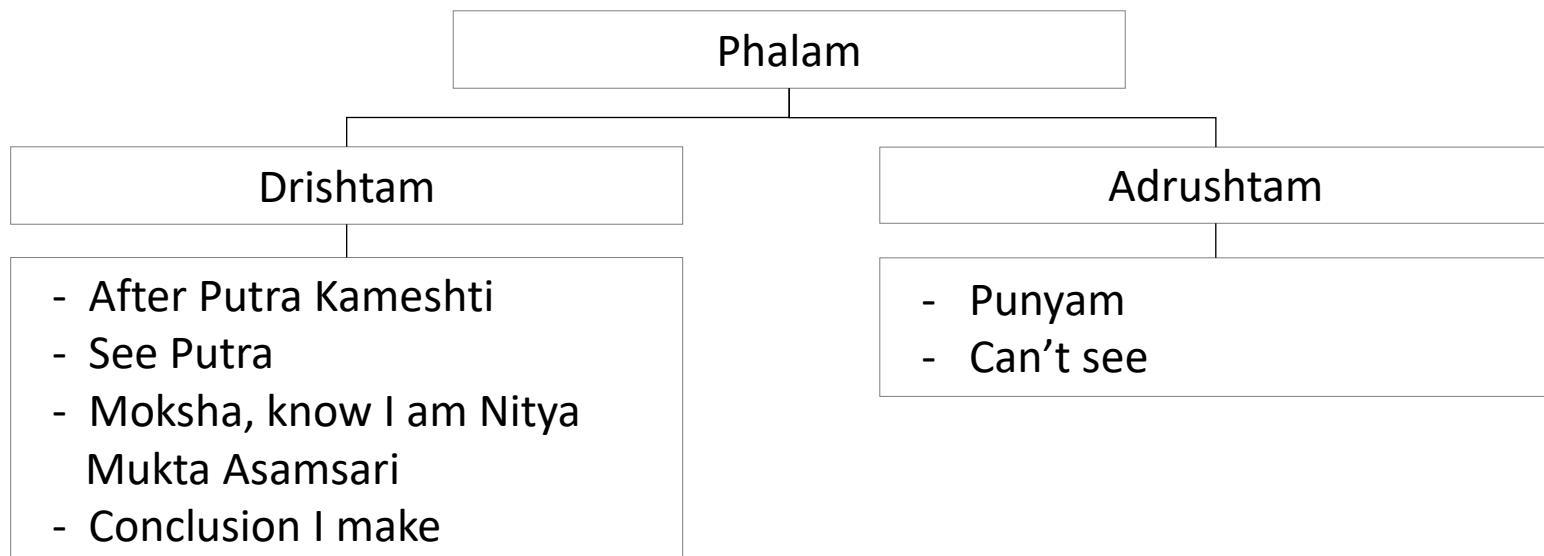 Phalam
Drishtam
Adrushtam
- After Putra Kameshti
- See Putra
- Moksha, know I am Nitya
Mukta Asamsari
- Conclusion I make
- Punyam
- Can’t see